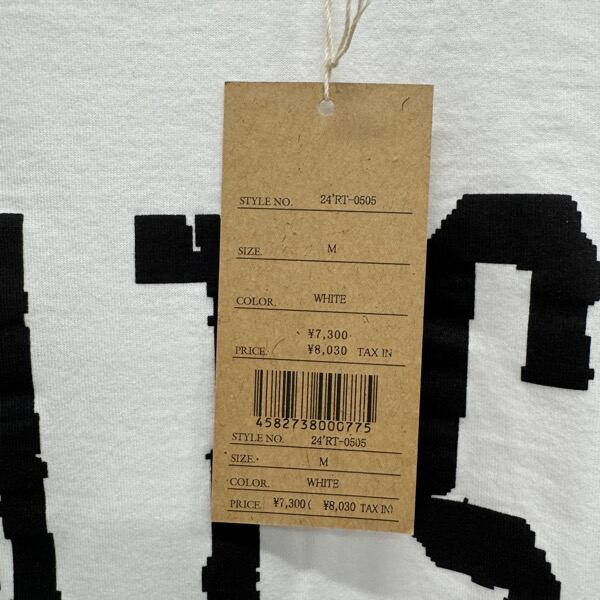 STYLE NO. 24'RT-0505
SIZE. M
COLOR. WHITE
¥7,300
PRICE. ¥8,030 TAX IN
4582738000775
STYLE NO. 24'RT-0505
SIZE. M
COLOR. WHITE
PRICE. ¥7,300 ( ¥8,030 TAX IN)